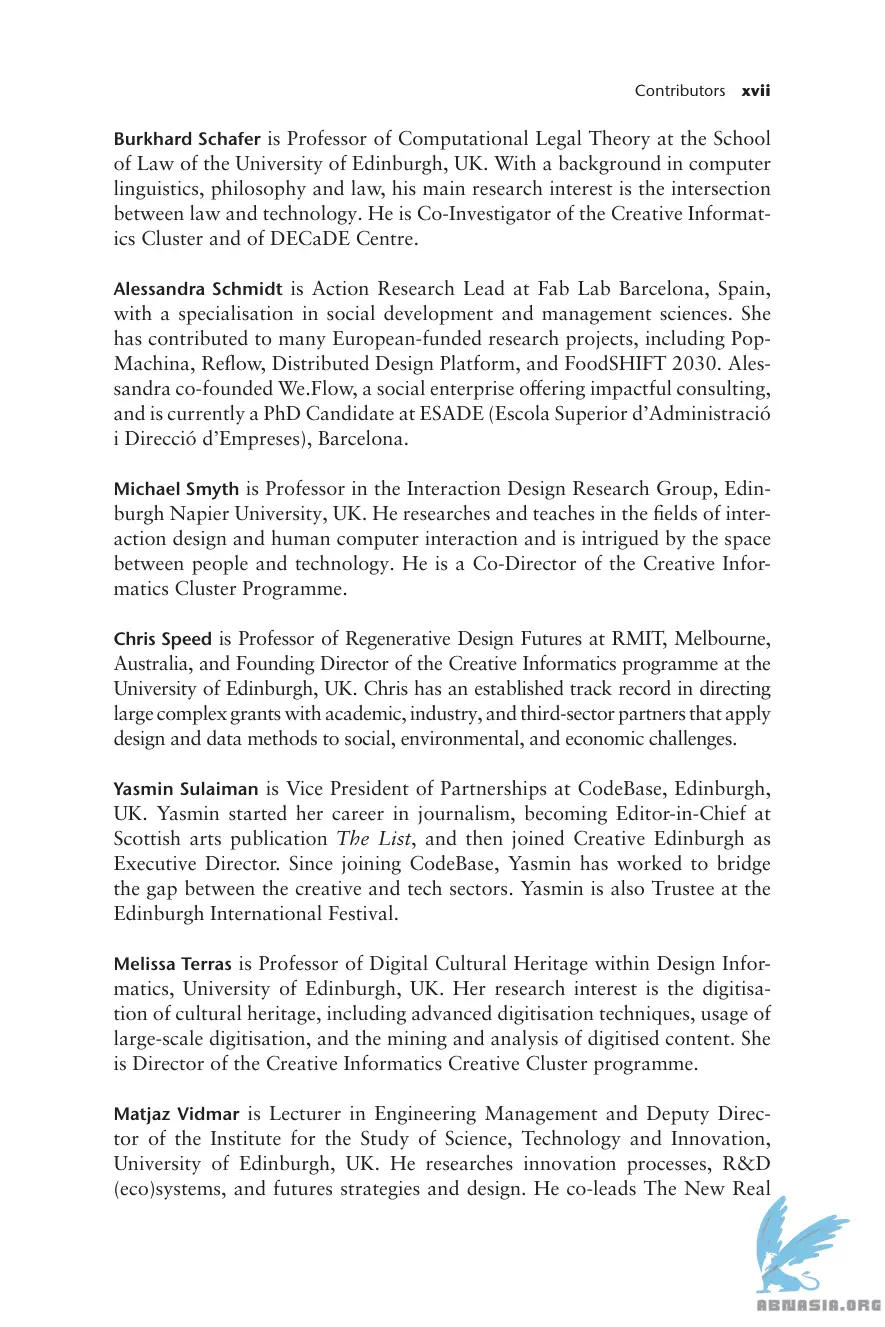 Contributors xvii
Burkhard Schafer is Professor of Computational Legal Theory at the School
of Law of the University of Edinburgh, UK. With a background in computer
linguistics, philosophy and law, his main research interest is the intersection
between law and technology. He is Co-Investigator of the Creative Informat-
ics Cluster and of DECaDE Centre.
Alessandra Schmidt is Action Research Lead at Fab Lab Barcelona, Spain,
with a specialisation in social development and management sciences. She
has contributed to many European-funded research projects, including Pop-
Machina, Reflow, Distributed Design Platform, and FoodSHIFT 2030. Ales-
sandra co-founded We.Flow, a social enterprise offering impactful consulting,
and is currently a PhD Candidate at ESADE (Escola Superior d’Administració
i Direcció d’Empreses), Barcelona.
Michael Smyth is Professor in the Interaction Design Research Group, Edin-
burgh Napier University, UK. He researches and teaches in the fields of inter-
action design and human computer interaction and is intrigued by the space
between people and technology. He is a Co-Director of the Creative Infor-
matics Cluster Programme.
Chris Speed is Professor of Regenerative Design Futures at RMIT, Melbourne,
Australia, and Founding Director of the Creative Informatics programme at the
University of Edinburgh, UK. Chris has an established track record in directing
large complex grants with academic, industry, and third-sector partners that apply
design and data methods to social, environmental, and economic challenges.
Yasmin Sulaiman is Vice President of Partnerships at CodeBase, Edinburgh,
UK. Yasmin started her career in journalism, becoming Editor-in-Chief at
Scottish arts publication The List, and then joined Creative Edinburgh as
Executive Director. Since joining CodeBase, Yasmin has worked to bridge
the gap between the creative and tech sectors. Yasmin is also Trustee at the
Edinburgh International Festival.
Melissa Terras is Professor of Digital Cultural Heritage within Design Infor-
matics, University of Edinburgh, UK. Her research interest is the digitisa-
tion of cultural heritage, including advanced digitisation techniques, usage of
large-scale digitisation, and the mining and analysis of digitised content. She
is Director of the Creative Informatics Creative Cluster programme.
Matjaz Vidmar is Lecturer in Engineering Management and Deputy Direc-
tor of the Institute for the Study of Science, Technology and Innovation,
University of Edinburgh, UK. He researches innovation processes, R&D
(eco)systems, and futures strategies and design. He co-leads The New Real
ABNASIA.ORG